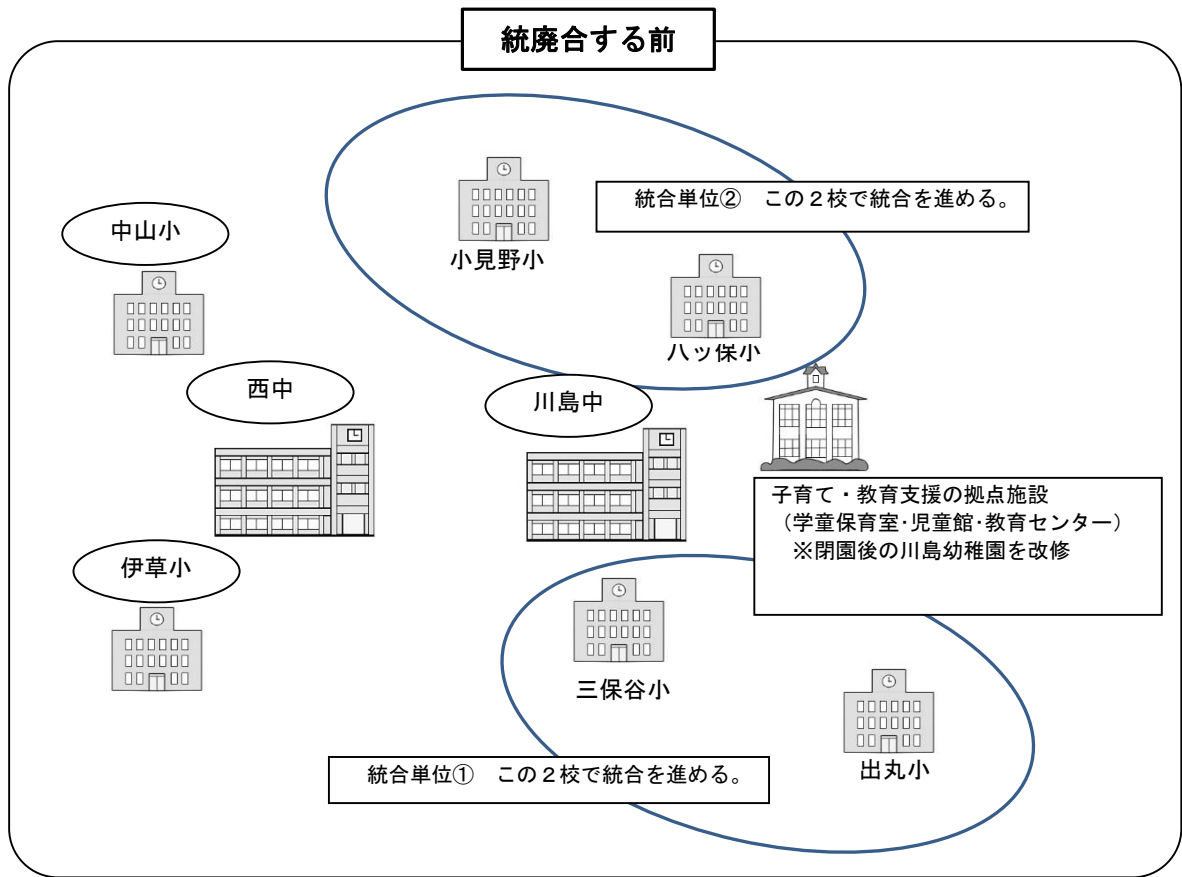 統廃合する前
統合単位② この2校で統合を進める。
中山小
小見野小
八ッ保小
西中
川島中
子育て・教育支援の拠点施設
(学童保育室・児童館・教育センター)
※閉園後の川島幼稚園を改修
伊草小
三保谷小
出丸小
統合単位① この2校で統合を進める。